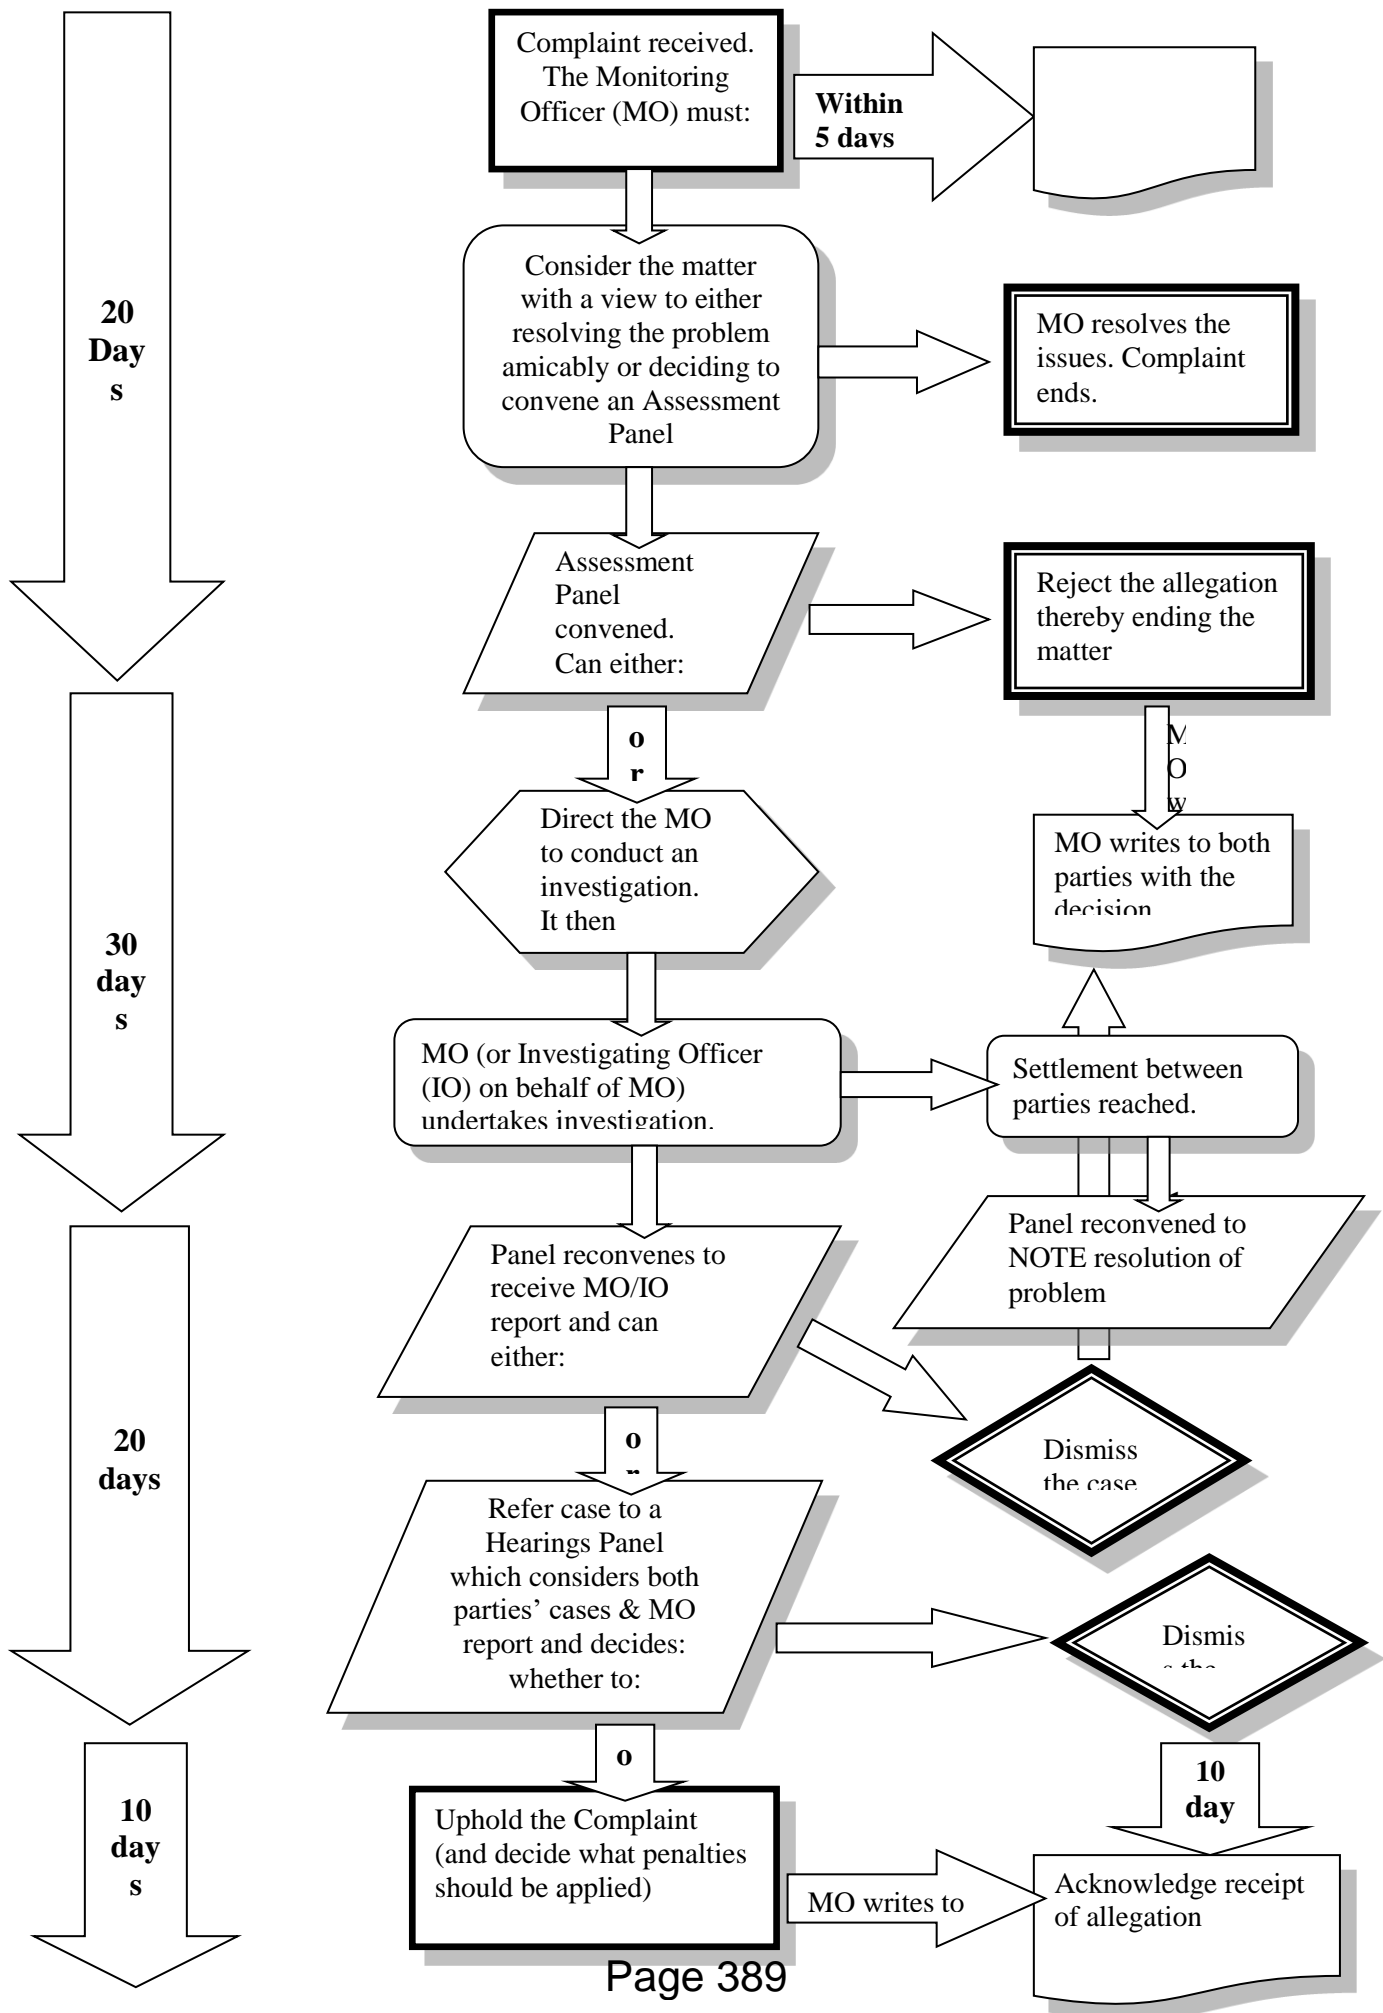 Complaint received.
The Monitoring
Officer (MO) must:
Within
5 days
Consider the matter
with a view to either
resolving the problem
amicably or deciding to
convene an Assessment
Panel
20
Day
s
MO resolves the
issues. Complaint
ends.
Assessment
Panel
convened.
Can either:
Reject the allegation
thereby ending the
matter
o
r
M
O
w
Direct the MO
to conduct an
investigation.
It then
MO writes to both
parties with the
decision
30
day
s
MO (or Investigating Officer
(IO) on behalf of MO)
undertakes investigation.
Settlement between
parties reached.
Panel reconvenes to
receive MO/IO
report and can
either:
Panel reconvened to
NOTE resolution of
problem
20
days
o
r
Dismiss
the case
Refer case to a
Hearings Panel
which considers both
parties’ cases & MO
report and decides:
whether to:
Dismis
s the
o
10
day
s
10
day
Uphold the Complaint
(and decide what penalties
should be applied)
MO writes to
Acknowledge receipt
of allegation
Page 389